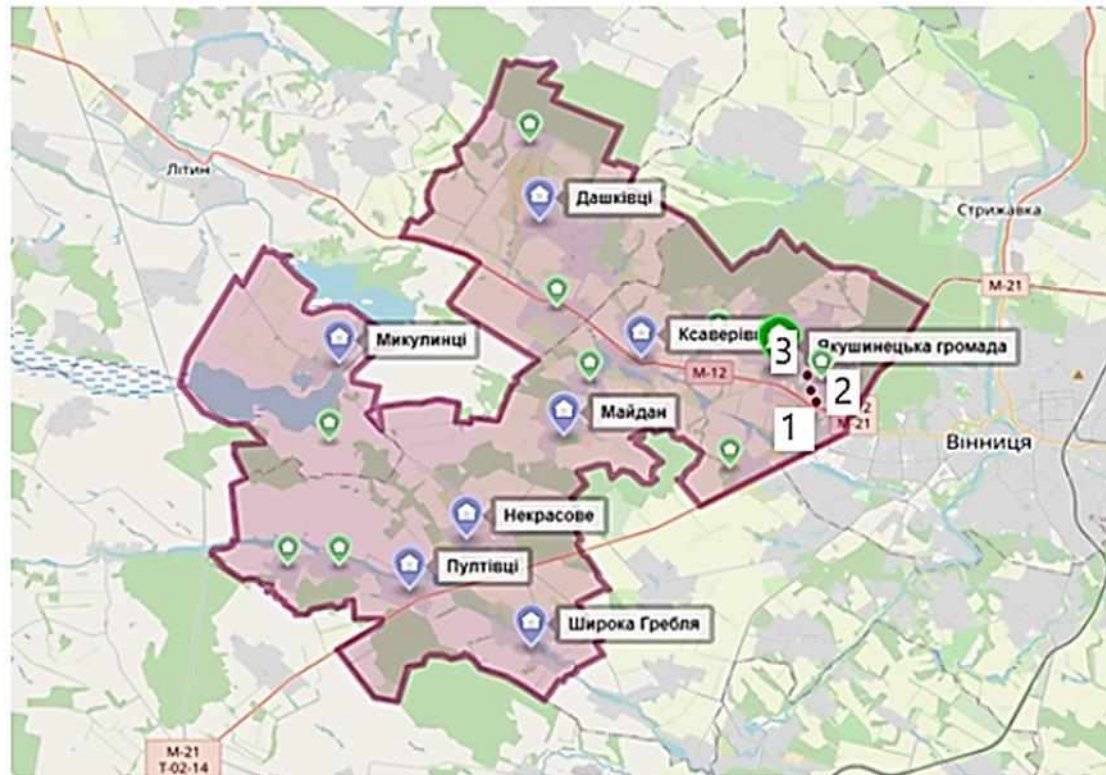 Літин
Дашківці
Стрижавка
М-21
Микулинці
Ксаверівк
3
Якушинецька громада
М-12
2
Майдан
1
М-21
Вінниця
Некрасове
Пултівці
Широка Гребля
М-21
Т-02-14